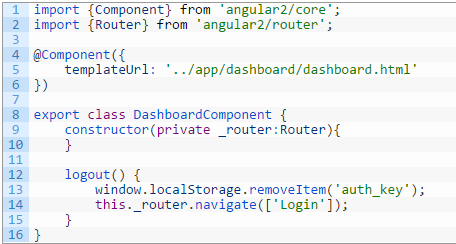 1 import {Component} from 'angular2/core';
2 import {Router} from 'angular2/router';
3
4 @Component({
5     templateUrl: '../app/dashboard/dashboard.html'
6 })
7
8 export class DashboardComponent {
9     constructor(private _router:Router){
10     }
11
12     logout() {
13         window.localStorage.removeItem('auth_key');
14         this._router.navigate(['Login']);
15     }
16 }